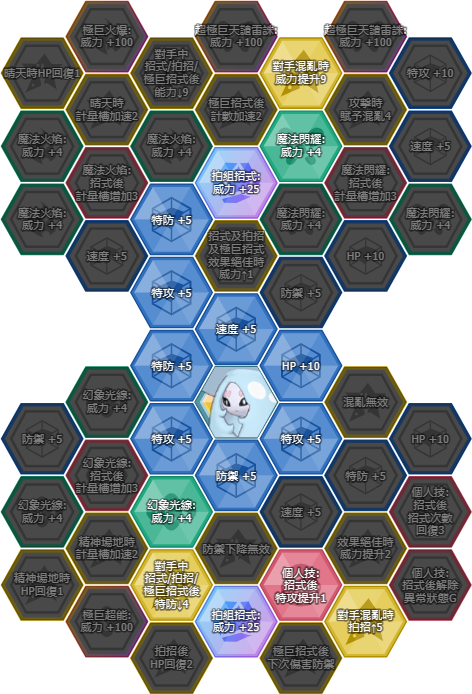 極巨火爆:
威力 +100
超極巨天譴雷誅:
威力 +100
超極巨天譴雷誅:
威力 +100
晴天時HP回復1
對手中
招式/拍招/
極巨招式後
能力↓9
對手混亂時
威力提升9
特攻 +10
晴天時
計量槽加速2
極巨招式後
計數加速2
攻擊時
賦予混亂4
魔法火焰:
威力 +4
魔法火焰:
威力 +4
魔法閃耀:
威力 +4
速度 +5
魔法火焰:
招式後
計量槽增加3
拍組招式:
威力 +25
魔法閃耀:
招式後
計量槽增加3
魔法火焰:
威力 +4
特防 +5
魔法閃耀:
威力 +4
魔法閃耀:
威力 +4
速度 +5
招式及拍招
及極巨招式
效果絕佳時
威力↑1
HP +10
特攻 +5
防禦 +5
速度 +5
特防 +5
HP +10
幻象光線:
威力 +4
混亂無效
防禦 +5
特攻 +5
特攻 +5
HP +10
幻象光線:
招式後
計量槽增加3
防禦 +5
特防 +5
幻象光線:
威力 +4
幻象光線:
威力 +4
速度 +5
個人技:
招式後
招式次數
回復3
精神場地時
計量槽加速2
防禦下降無效
效果絕佳時
威力提升2
精神場地時
HP回復1
對手中
招式/拍招/
極巨招式後
特防↓4
個人技:
招式後
特攻提升1
個人技:
招式後解除
異常狀態G
極巨超能:
威力 +100
拍組招式:
威力 +25
對手混亂時
拍招↑5
招式後
HP回復2
極巨招式後
下次傷害防禦